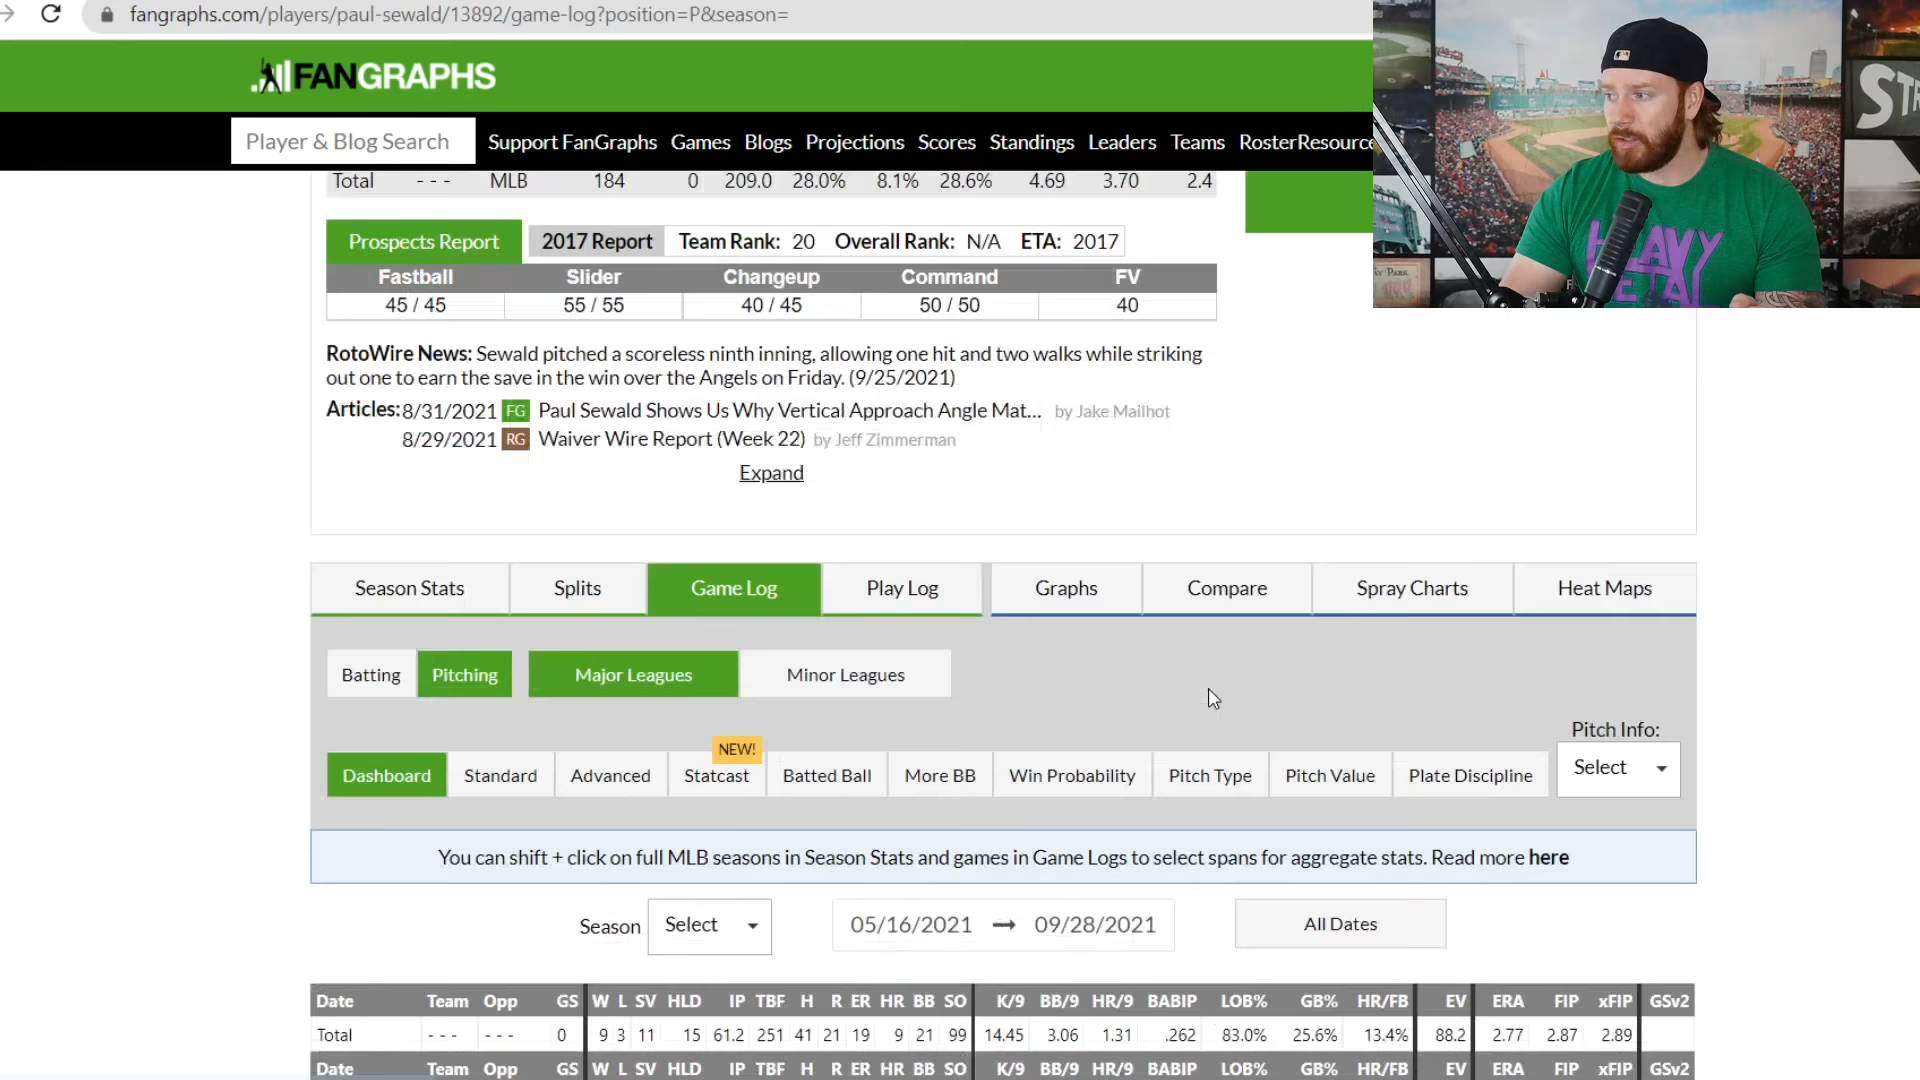 fangraphs.com/players/paul-sewald/13892/game-log?position=P&season=
FANGRAPHS
Player & Blog Search Support FanGraphs Games Blogs Projections Scores Standings Leaders Teams RosterResource
Total - - - MLB 184 0 209.0 28.0% 8.1% 28.6% 4.69 3.70 2.4
Prospects Report 2017 Report Team Rank: 20 Overall Rank: N/A ETA: 2017
Fastball Slider Changeup Command FV
45 / 45 55 / 55 40 / 45 50 / 50 40
RotoWire News: Sewald pitched a scoreless ninth inning, allowing one hit and two walks while striking
out one to earn the save in the win over the Angels on Friday. (9/25/2021)
Articles: 8/31/2021 FG Paul Sewald Shows Us Why Vertical Approach Angle Mat... by Jake Mailhot
8/29/2021 RG Waiver Wire Report (Week 22) by Jeff Zimmerman
Expand
Season Stats Splits Game Log Play Log Graphs Compare Spray Charts Heat Maps
Batting Pitching Major Leagues Minor Leagues
Pitch Info:
NEW!
Dashboard Standard Advanced Statcast Batted Ball More BB Win Probability Pitch Type Pitch Value Plate Discipline Select
You can shift + click on full MLB seasons in Season Stats and games in Game Logs to select spans for aggregate stats. Read more here
Season Select 05/16/2021 → 09/28/2021 All Dates
Date Team Opp GS W L SV HLD IP TBF H R ER HR BB SO K/9 BB/9 HR/9 BABIP LOB% GB% HR/FB EV ERA FIP xFIP GSv2
Total - - - - - - 0 9 3 11 15 61.2 251 41 21 19 9 21 99 14.45 3.06 1.31 .262 83.0% 25.6% 13.4% 88.2 2.77 2.87 2.89
Date Team Opp GS W L SV HLD IP TBF H R ER HR BB SO K/9 BB/9 HR/9 BABIP LOB% GB% HR/FB EV ERA FIP xFIP GSv2
HEAVY
METAL